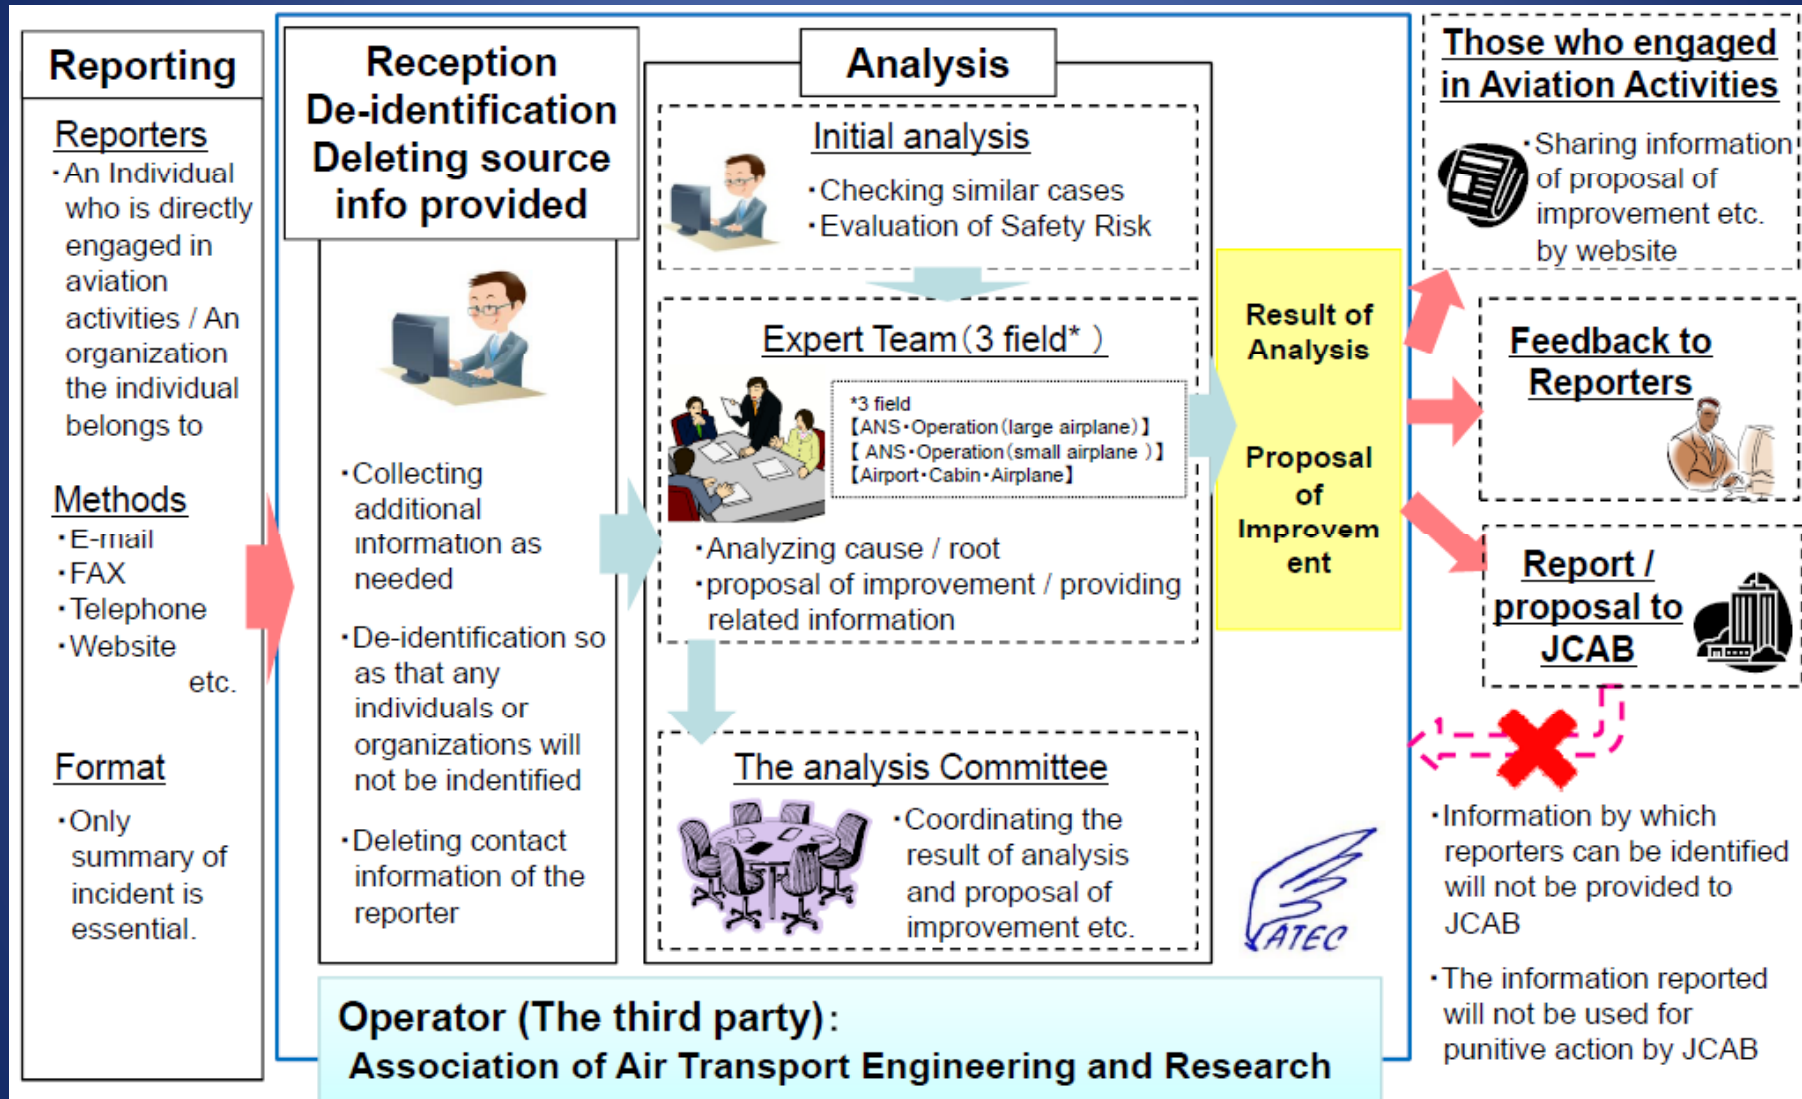 Reporting
Reporters
・An Individual
who is directly
engaged in
aviation
activities / An
organization
the individual
belongs to
Methods
・E-mail
・FAX
・Telephone
・Website
etc.
Format
・Only
summary of
incident is
essential.
Reception
De-identification
Deleting source
info provided
・Collecting
additional
information as
needed
・De-identification so
as that any
individuals or
organizations will
not be indentified
・Deleting contact
information of the
reporter
Analysis
Initial analysis
・Checking similar cases
・Evaluation of Safety Risk
Expert Team（3 field* ）
*3 field
【ANS・Operation（large airplane）】
【 ANS・Operation（small airplane ）】
【Airport・Cabin・Airplane】
・Analyzing cause / root
・proposal of improvement / providing
related information
The analysis Committee
・Coordinating the
result of analysis
and proposal of
improvement etc.
Result of
Analysis
Proposal
of
Improvem
ent
ATEC
Those who engaged
in Aviation Activities
・Sharing information
of proposal of
improvement etc.
by website
Feedback to
Reporters
Report /
proposal to
JCAB
・Information by which
reporters can be identified
will not be provided to
JCAB
・The information reported
will not be used for
punitive action by JCAB
Operator (The third party)：
Association of Air Transport Engineering and Research